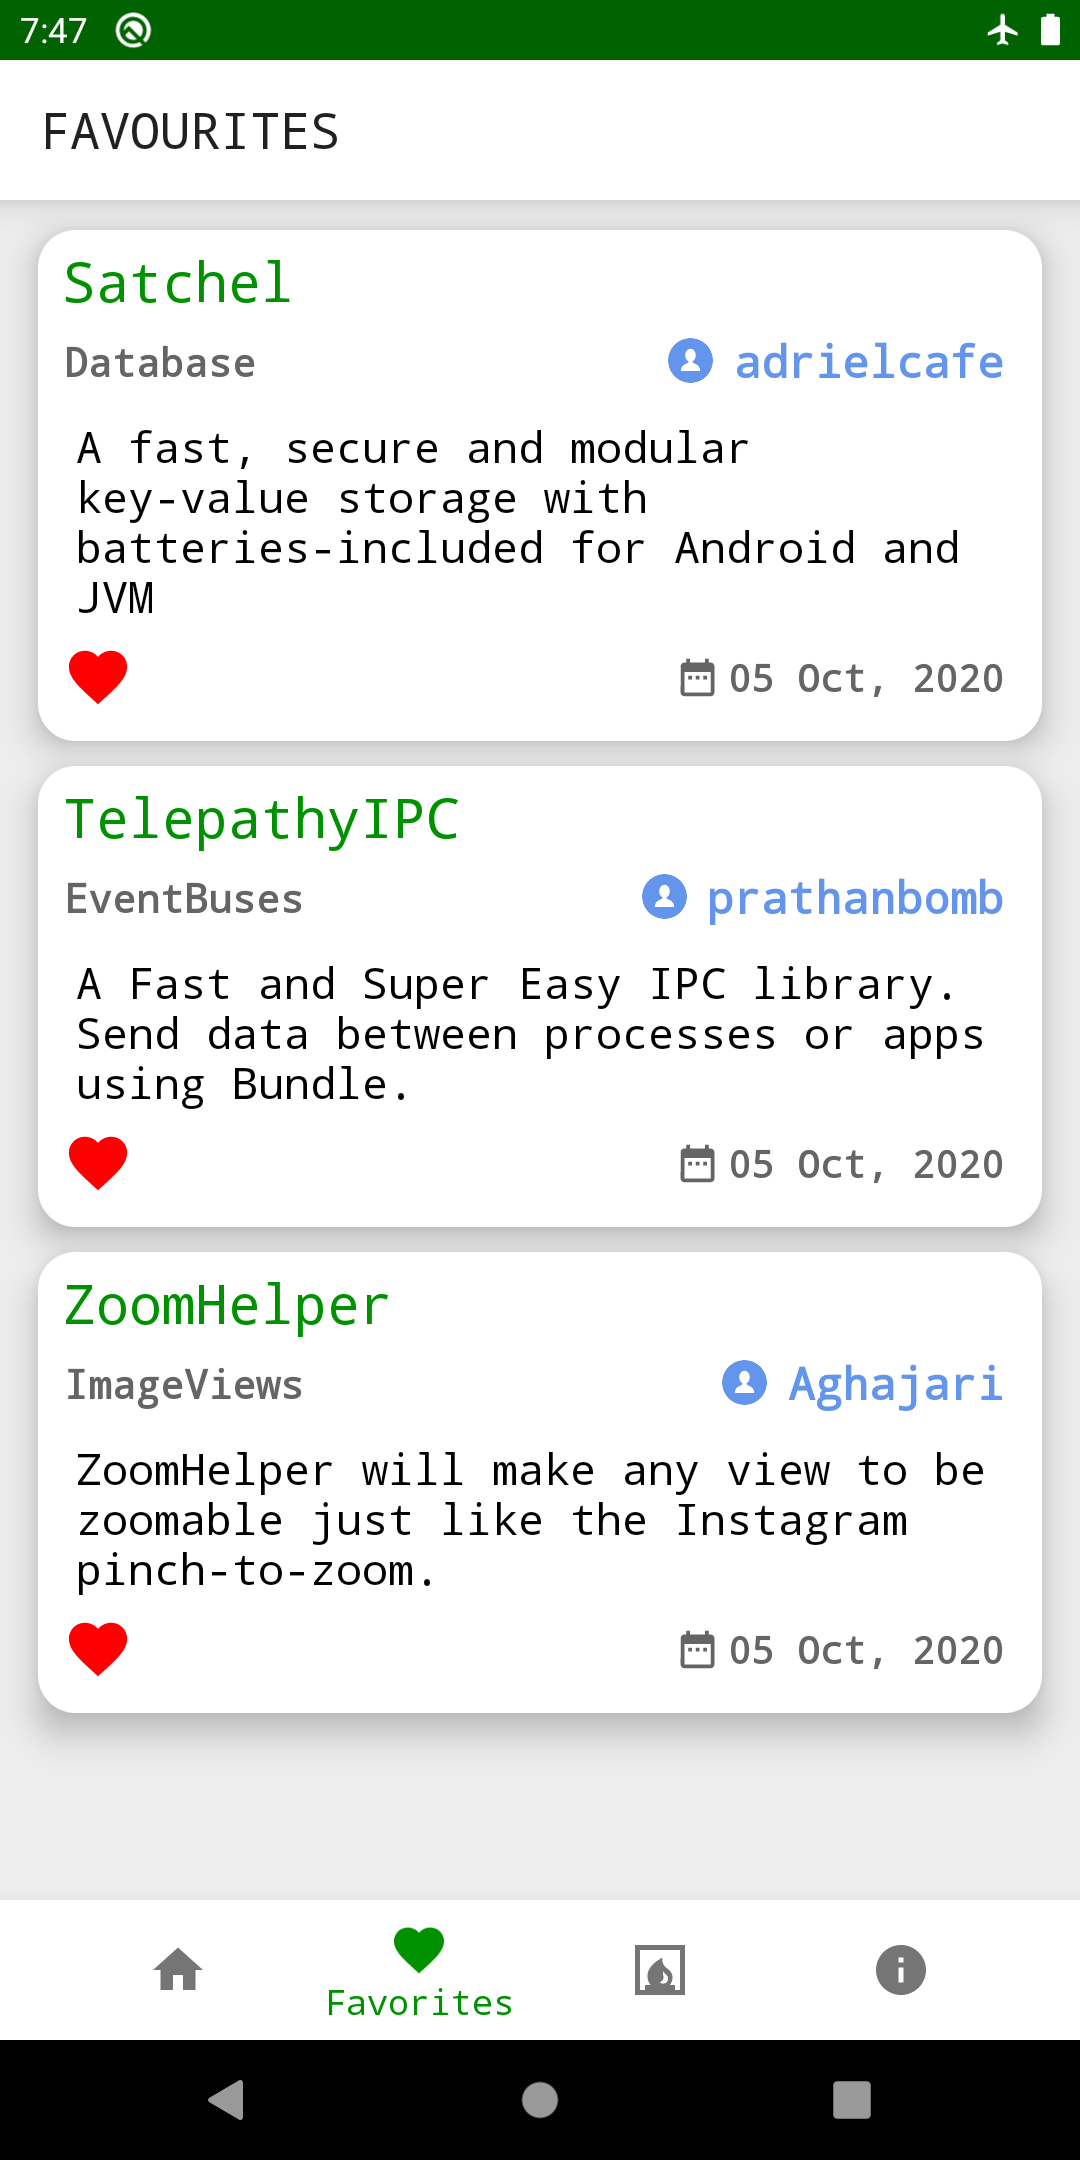 7:47
FAVOURITES
Satchel
Database
adrielcafe
A fast, secure and modular
key-value storage with
batteries-included for Android and
JVM
05 Oct, 2020
TelepathyIPC
EventBuses
prathanbomb
A Fast and Super Easy IPC library.
Send data between processes or apps
using Bundle.
05 Oct, 2020
ZoomHelper
ImageViews
Aghajari
ZoomHelper will make any view to be
zoomable just like the Instagram
pinch-to-zoom.
05 Oct, 2020
Favorites